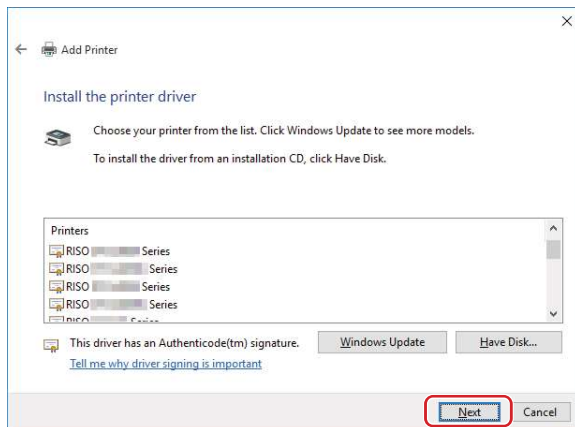 Add Printer
Install the printer driver
Choose your printer from the list. Click Windows Update to see more models.
To install the driver from an installation CD, click Have Disk.
Printers
RISO Series
RISO Series
RISO Series
RISO Series
This driver has an Authenticode(tm) signature.
Windows Update
Have Disk...
Tell me why driver signing is important
Next
Cancel